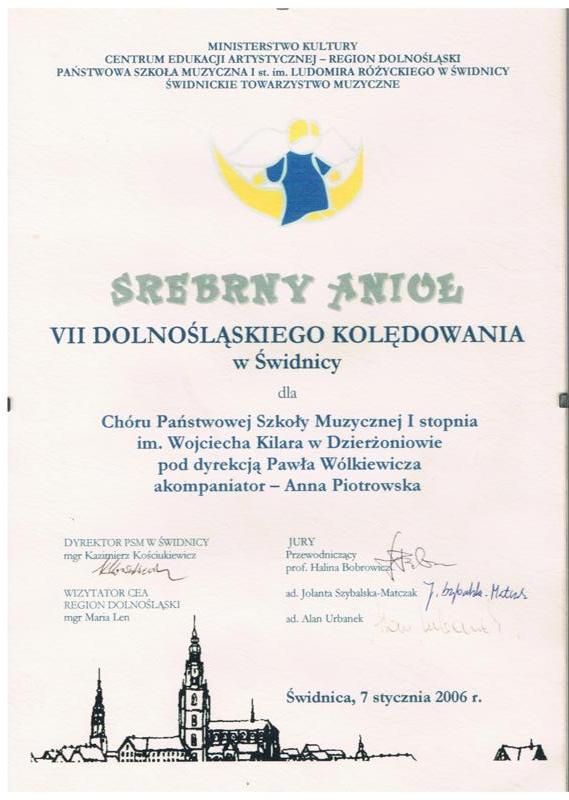 MINISTERSTWO KULTURY
CENTRUM EDUKACJI ARTYSTYCZNEJ – REGION DOLNOŚLĄSKI
PAŃSTWOWA SZKOŁA MUZYCZNA I st. im. LUDOMIRA RÓŻYCKIEGO W ŚWIDNICY
ŚWIDNICKIE TOWARZYSTWO MUZYCZNE
SREBRNY ANIOŁ
VII DOLNOŚLĄSKIEGO KOLĘDOWANIA
w Świdnicy
dla
Chóru Państwowej Szkoły Muzycznej I stopnia
im. Wojciecha Kilara w Dzierżoniowie
pod dyrekcją Pawła Wólkiewicza
akompaniator – Anna Piotrowska
DYREKTOR PSM W ŚWIDNICY
mgr Kazimierz Kościukiewicz
WIZYTATOR CEA
REGION DOLNOŚLĄSKI
mgr Maria Len
JURY
Przewodniczący
prof. Halina Bobrowicz
ad. Jolanta Szybalska-Matczak
ad. Alan Urbanek
Świdnica, 7 stycznia 2006 r.